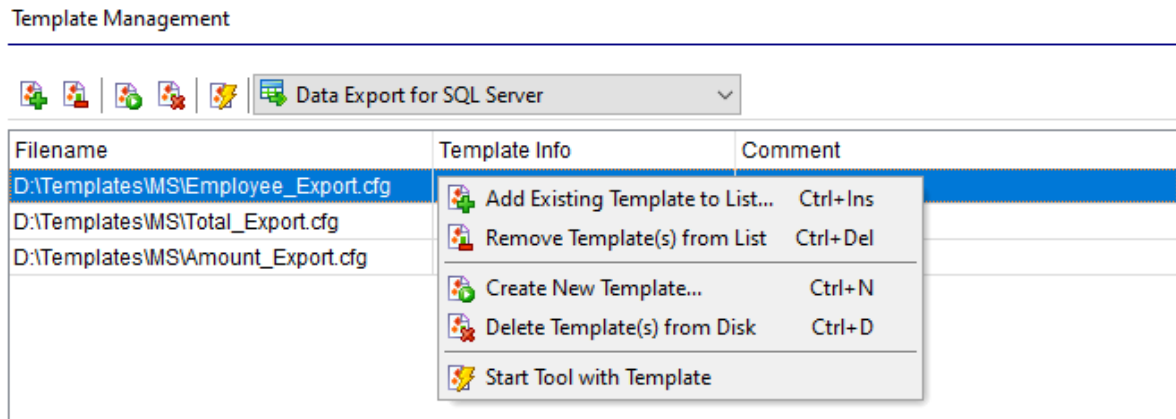 Template Management
Data Export for SQL Server
Filename Template Info Comment
D:\Templates\MS\Employee_Export.cfg
D:\Templates\MS\Total_Export.cfg
D:\Templates\MS\Amount_Export.cfg
Add Existing Template to List... Ctrl+Ins
Remove Template(s) from List Ctrl+Del
Create New Template... Ctrl+N
Delete Template(s) from Disk Ctrl+D
Start Tool with Template